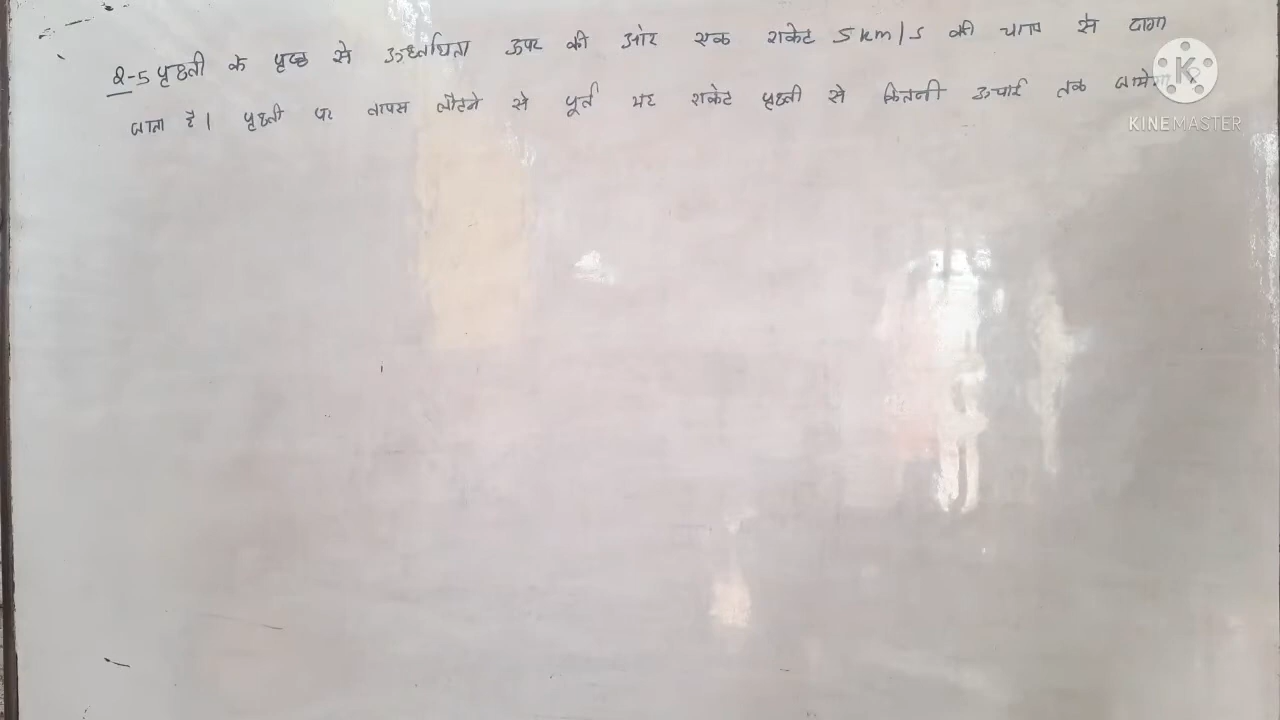 Q-5 पृथ्वी के पृष्ठ से ऊर्ध्वाधरतः ऊपर की ओर एक राकेट 5 km/s की चाल से दागा
जाता है। पृथ्वी पर वापस लौटने से पूर्व यह राकेट पृथ्वी से कितनी ऊंचाई तक जायेगा ?
KINEMASTER